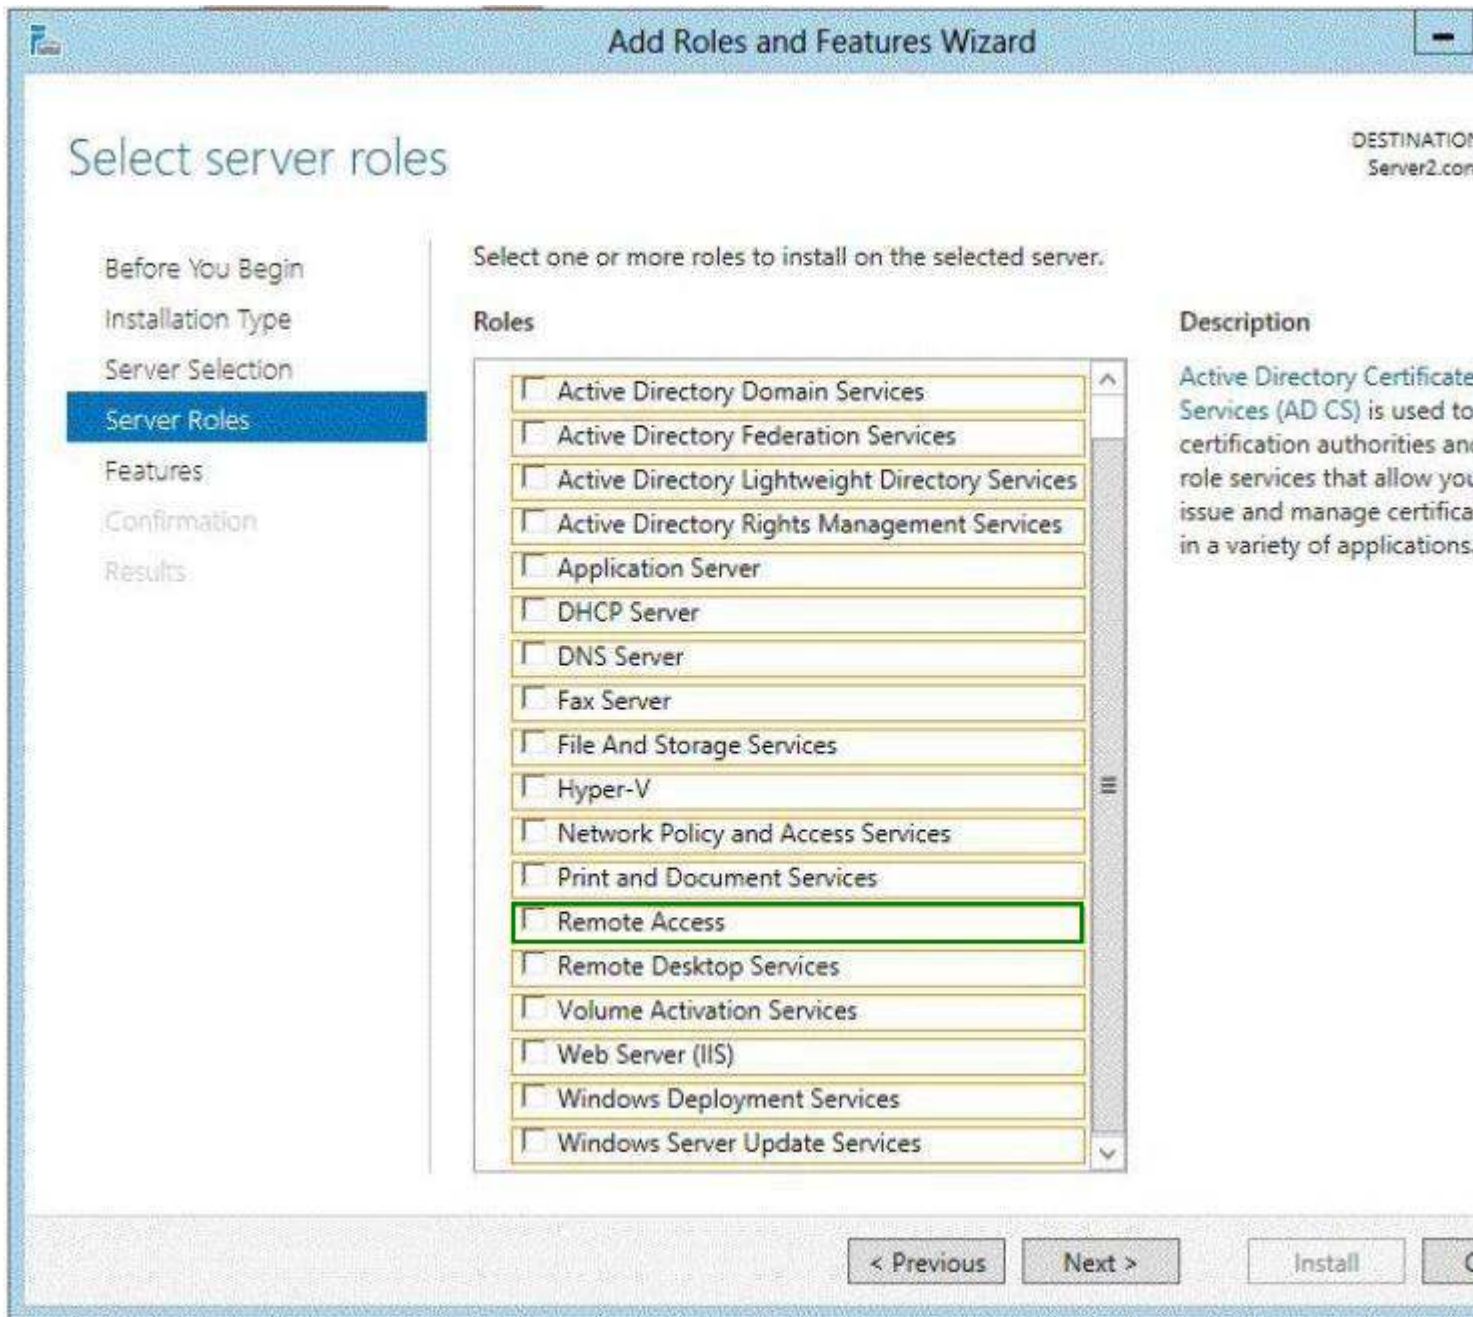 Add Roles and Features Wizard
Select server roles
DESTINATION
Server2.con
Before You Begin
Installation Type
Server Selection
Server Roles
Features
Confirmation
Results
Select one or more roles to install on the selected server.
Roles
Active Directory Domain Services
Active Directory Federation Services
Active Directory Lightweight Directory Services
Active Directory Rights Management Services
Application Server
DHCP Server
DNS Server
Fax Server
File And Storage Services
Hyper-V
Network Policy and Access Services
Print and Document Services
Remote Access
Remote Desktop Services
Volume Activation Services
Web Server (IIS)
Windows Deployment Services
Windows Server Update Services
Description
Active Directory Certificate
Services (AD CS) is used to
certification authorities and
role services that allow you
issue and manage certifica
in a variety of applications.
< Previous
Next >
Install